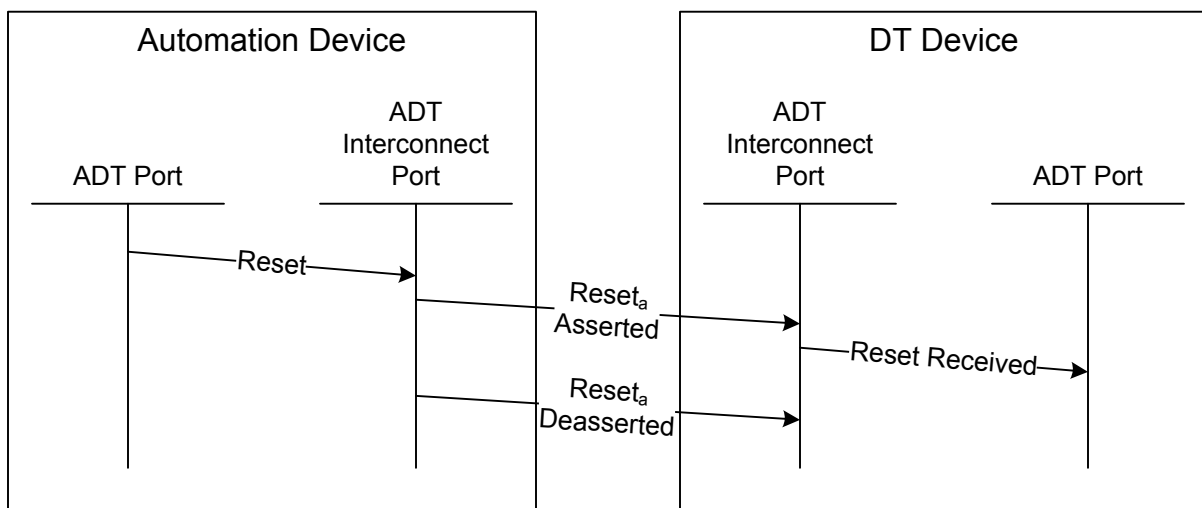 Automation Device
DT Device
ADT
Interconnect
Port
ADT Port
ADT
Interconnect
Port
ADT Port
Reset
Resetₐ
Asserted
Reset Received
Resetₐ
Deasserted